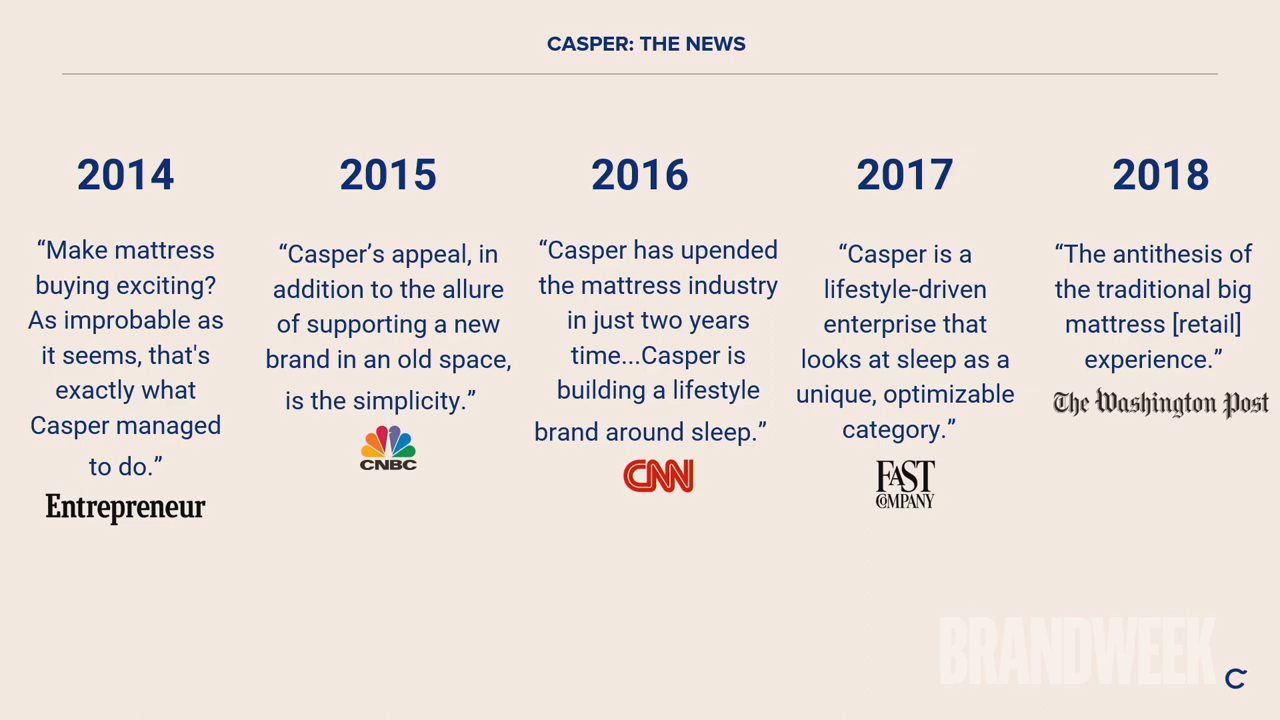 CASPER: THE NEWS
2014
“Make mattress
buying exciting?
As improbable as
it seems, that's
exactly what
Casper managed
to do.”
Entrepreneur
2015
“Casper’s appeal, in
addition to the allure
of supporting a new
brand in an old space,
is the simplicity.”
CNBC
2016
“Casper has upended
the mattress industry
in just two years
time...Casper is
building a lifestyle
brand around sleep.”
CNN
2017
“Casper is a
lifestyle-driven
enterprise that
looks at sleep as a
unique, optimizable
category.”
FAST
COMPANY
2018
“The antithesis of
the traditional big
mattress [retail]
experience.”
The Washington Post
BRANDWEEK
C